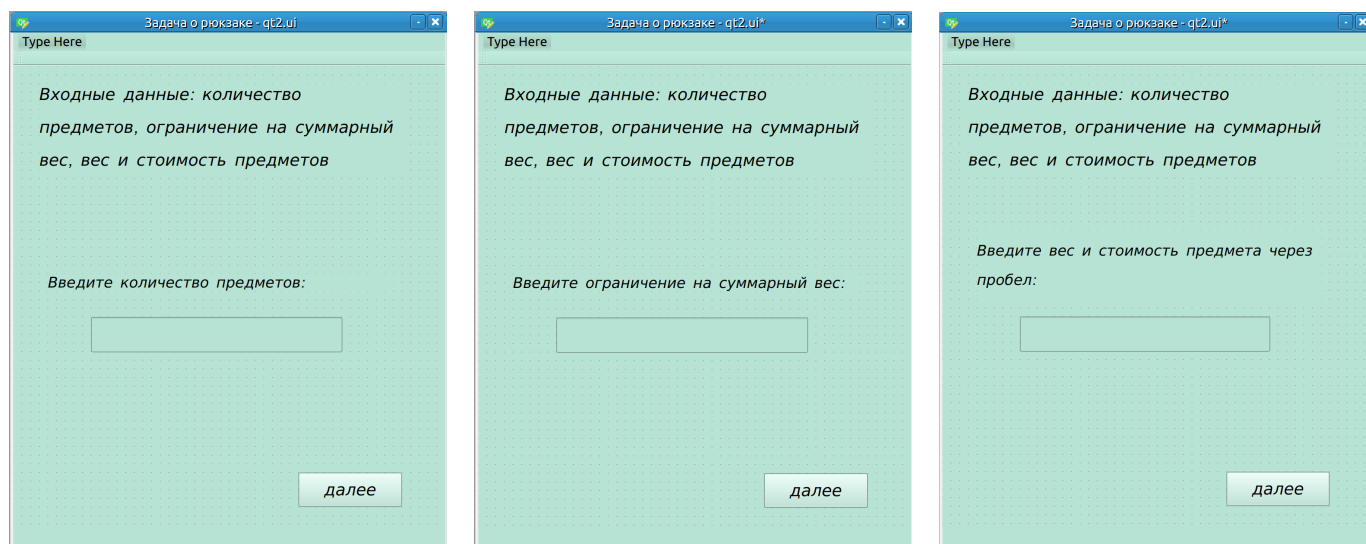 Задача о рюкзаке - qt2.ui
Type Here
Входные данные: количество
предметов, ограничение на суммарный
вес, вес и стоимость предметов
Введите количество предметов:
далее
Задача о рюкзаке - qt2.ui*
Type Here
Входные данные: количество
предметов, ограничение на суммарный
вес, вес и стоимость предметов
Введите ограничение на суммарный вес:
далее
Задача о рюкзаке - qt2.ui*
Type Here
Входные данные: количество
предметов, ограничение на суммарный
вес, вес и стоимость предметов
Введите вес и стоимость предмета через
пробел:
далее